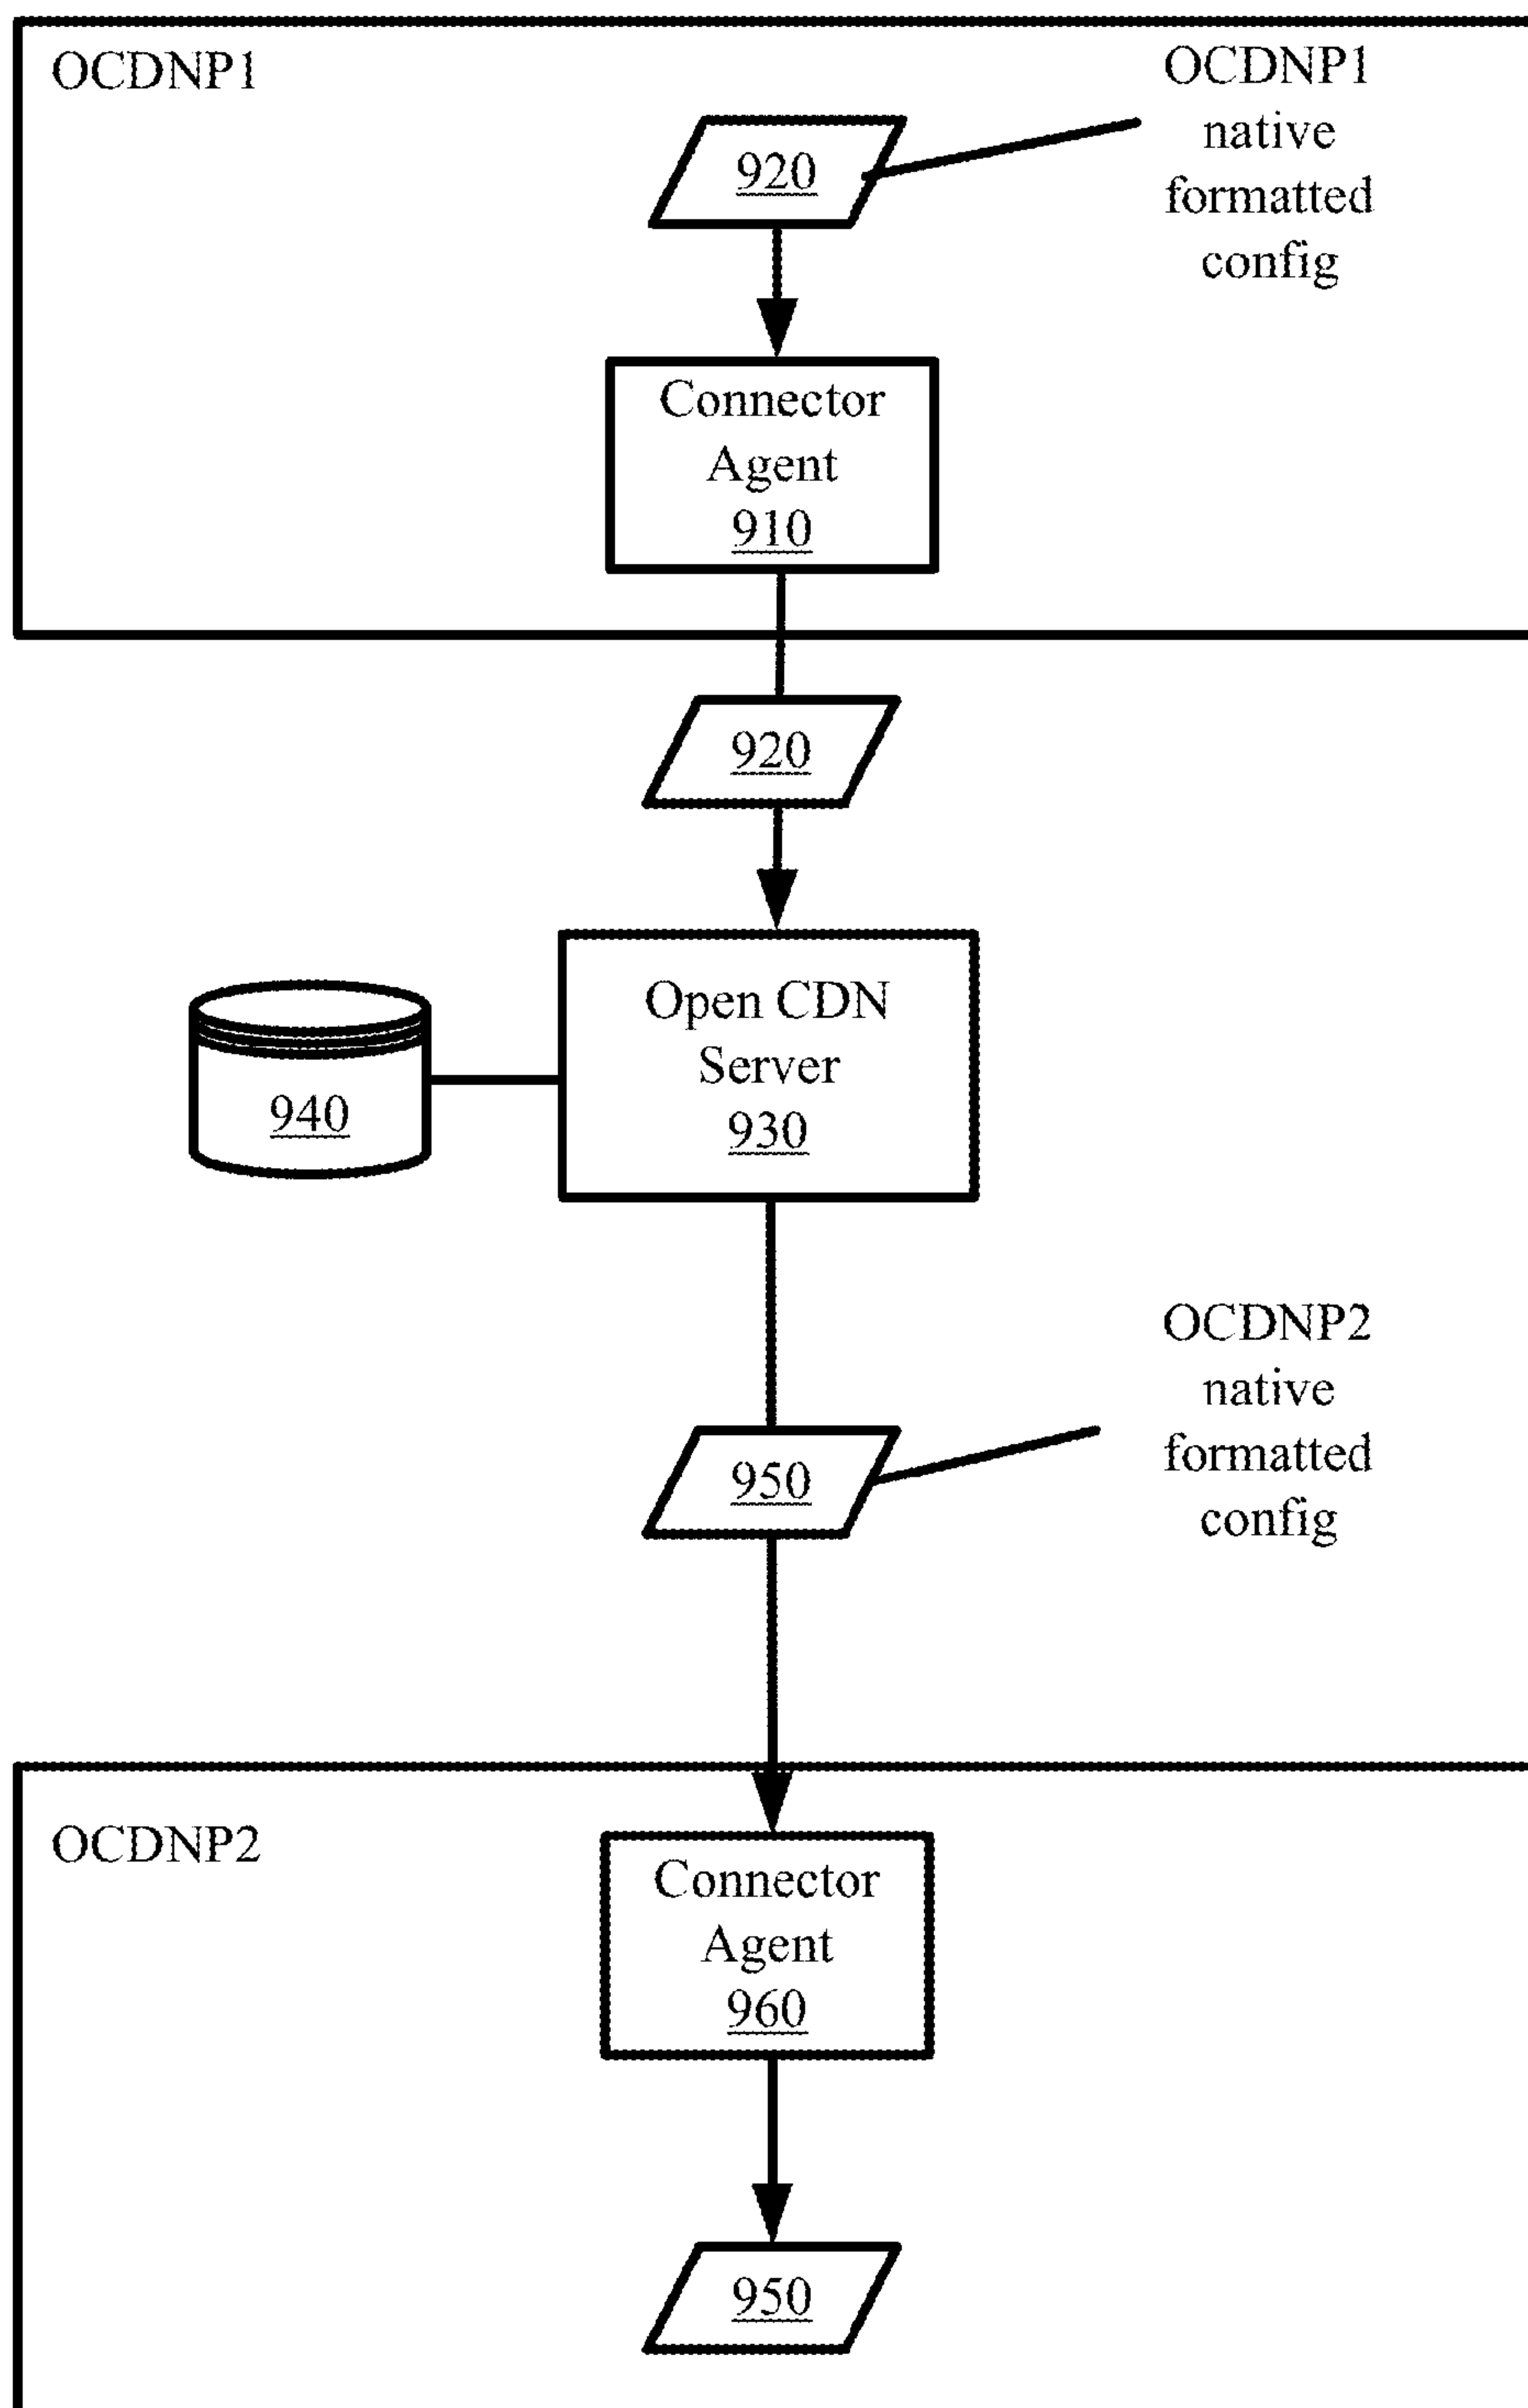 OCDNP1
OCDNP1
native
formatted
config
920
Connector
Agent
910
920
Open CDN
Server
930
940
OCDNP2
native
formatted
config
950
OCDNP2
Connector
Agent
960
950